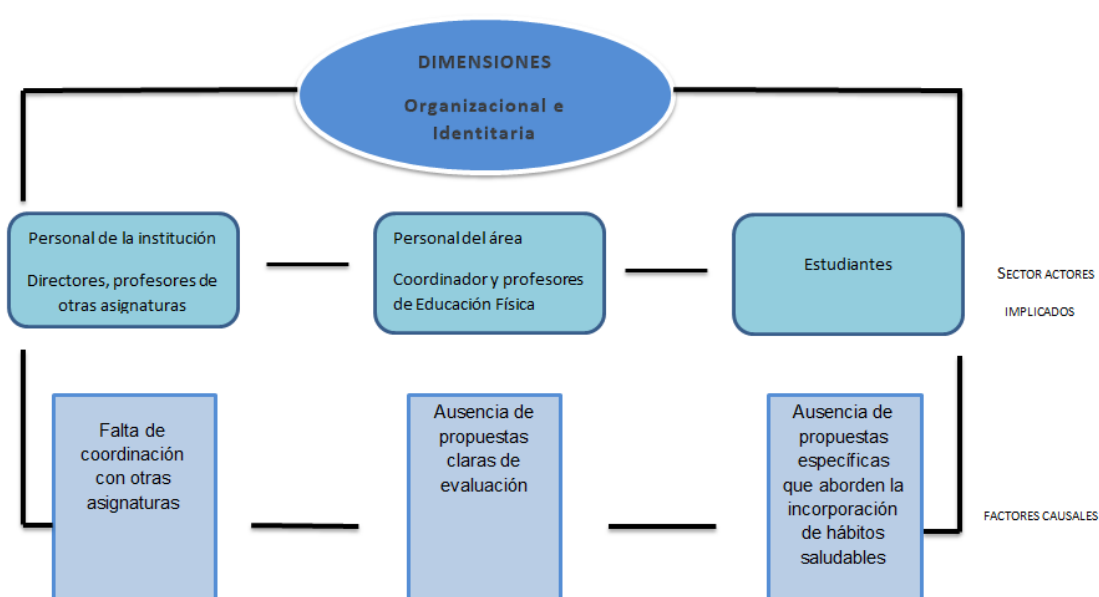 DIMENSIONES
Organizacional e
Identitaria
Personal de la institución
Directores, profesores de
otras asignaturas
Personal del área
Coordinador y profesores
de Educación Física
Estudiantes
SECTOR ACTORES
IMPLICADOS
Falta de
coordinación
con otras
asignaturas
Ausencia de
propuestas
claras de
evaluación
Ausencia de
propuestas
específicas
que aborden la
incorporación
de hábitos
saludables
FACTORES CAUSALES